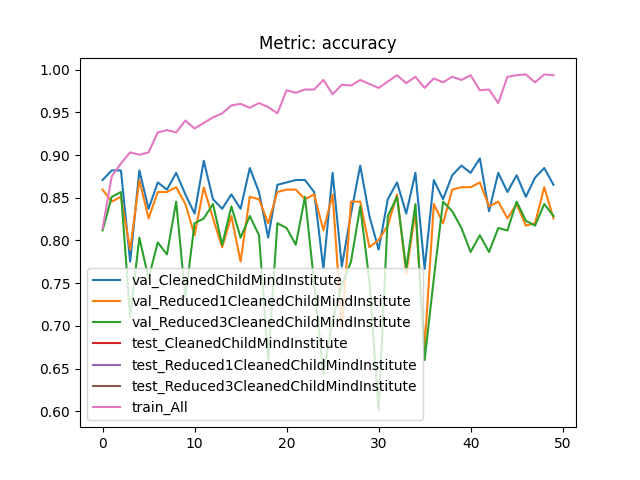 Metric: accuracy
1.00
0.95
0.90
0.85
0.80
0.75
0.70
0.65
0.60
val_CleanedChildMindInstitute
val_Reduced1CleanedChildMindInstitute
val_Reduced3CleanedChildMindInstitute
test_CleanedChildMindInstitute
test_Reduced1CleanedChildMindInstitute
test_Reduced3CleanedChildMindInstitute
train_All
0 10 20 30 40 50